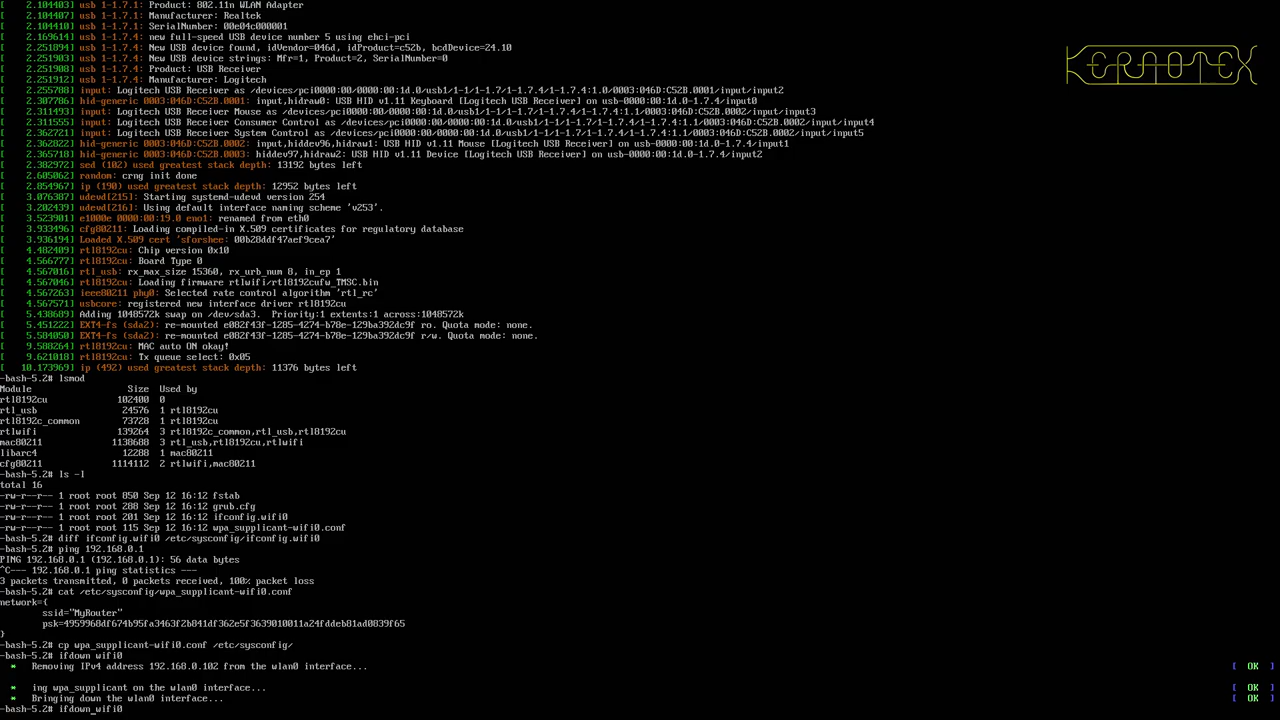 [    2.104403] usb 1-1.7.1: Product: 802.11n WLAN Adapter
[    2.104407] usb 1-1.7.1: Manufacturer: Realtek
[    2.104410] usb 1-1.7.1: SerialNumber: 00e04c000001
[    2.169614] usb 1-1.7.4: new full-speed USB device number 5 using ehci-pci
[    2.251894] usb 1-1.7.4: New USB device found, idVendor=046d, idProduct=c52b, bcdDevice=24.10
[    2.251903] usb 1-1.7.4: New USB device strings: Mfr=1, Product=2, SerialNumber=0
[    2.251908] usb 1-1.7.4: Product: USB Receiver
[    2.251912] usb 1-1.7.4: Manufacturer: Logitech
[    2.255788] input: Logitech USB Receiver as /devices/pci0000:00/0000:00:1d.0/usb1/1-1/1-1.7/1-1.7.4/1-1.7.4:1.0/0003:046D:C52B.0001/input/input2
[    2.307786] hid-generic 0003:046D:C52B.0001: input,hidraw0: USB HID v1.11 Keyboard [Logitech USB Receiver] on usb-0000:00:1d.0-1.7.4/input0
[    2.311493] input: Logitech USB Receiver Mouse as /devices/pci0000:00/0000:00:1d.0/usb1/1-1/1-1.7/1-1.7.4/1-1.7.4:1.1/0003:046D:C52B.0002/input/input3
[    2.311555] input: Logitech USB Receiver Consumer Control as /devices/pci0000:00/0000:00:1d.0/usb1/1-1/1-1.7/1-1.7.4/1-1.7.4:1.1/0003:046D:C52B.0002/input/input4
[    2.362721] input: Logitech USB Receiver System Control as /devices/pci0000:00/0000:00:1d.0/usb1/1-1/1-1.7/1-1.7.4/1-1.7.4:1.1/0003:046D:C52B.0002/input/input5
[    2.362822] hid-generic 0003:046D:C52B.0002: input,hiddev96,hidraw1: USB HID v1.11 Mouse [Logitech USB Receiver] on usb-0000:00:1d.0-1.7.4/input1
[    2.365718] hid-generic 0003:046D:C52B.0003: hiddev97,hidraw2: USB HID v1.11 Device [Logitech USB Receiver] on usb-0000:00:1d.0-1.7.4/input2
[    2.382972] sed (102) used greatest stack depth: 13192 bytes left
[    2.605062] random: crng init done
[    2.854967] ip (190) used greatest stack depth: 12952 bytes left
[    3.076387] udevd[215]: Starting systemd-udevd version 254
[    3.202439] udevd[216]: Using default interface naming scheme 'v253'.
[    3.523901] e1000e 0000:00:19.0 eno1: renamed from eth0
[    3.933496] cfg80211: Loading compiled-in X.509 certificates for regulatory database
[    3.936194] Loaded X.509 cert 'sforshee: 00b28ddf47aef9cea7'
[    4.482409] rtl8192cu: Chip version 0x10
[    4.566777] rtl8192cu: Board Type 0
[    4.567016] rtl_usb: rx_max_size 15360, rx_urb_num 8, in_ep 1
[    4.567046] rtl8192cu: Loading firmware rtlwifi/rtl8192cufw_TMSC.bin
[    4.567263] ieee80211 phy0: Selected rate control algorithm 'rtl_rc'
[    4.567571] usbcore: registered new interface driver rtl8192cu
[    5.438689] Adding 1048572k swap on /dev/sda3.  Priority:1 extents:1 across:1048572k
[    5.451222] EXT4-fs (sda2): re-mounted e082f43f-1285-4274-b78e-129ba392dc9f ro. Quota mode: none.
[    5.584050] EXT4-fs (sda2): re-mounted e082f43f-1285-4274-b78e-129ba392dc9f r/w. Quota mode: none.
[    9.588264] rtl8192cu: MAC auto ON okay!
[    9.621018] rtl8192cu: Tx queue select: 0x05
[   10.173969] ip (492) used greatest stack depth: 11376 bytes left
-bash-5.2# lsmod
Module                  Size  Used by
rtl8192cu             102400  0
rtl_usb                24576  1 rtl8192cu
rtl8192c_common        73728  1 rtl8192cu
rtlwifi               139264  3 rtl8192c_common,rtl_usb,rtl8192cu
mac80211             1138688  3 rtl_usb,rtl8192cu,rtlwifi
libarc4                12288  1 mac80211
cfg80211             1114112  2 rtlwifi,mac80211
-bash-5.2# ls -l
total 16
-rw-r--r-- 1 root root 850 Sep 12 16:12 fstab
-rw-r--r-- 1 root root 288 Sep 12 16:12 grub.cfg
-rw-r--r-- 1 root root 201 Sep 12 16:12 ifconfig.wifi0
-rw-r--r-- 1 root root 115 Sep 12 16:12 wpa_supplicant-wifi0.conf
-bash-5.2# diff ifconfig.wifi0 /etc/sysconfig/ifconfig.wifi0
-bash-5.2# ping 192.168.0.1
PING 192.168.0.1 (192.168.0.1): 56 data bytes
^C--- 192.168.0.1 ping statistics ---
3 packets transmitted, 0 packets received, 100% packet loss
-bash-5.2# cat /etc/sysconfig/wpa_supplicant-wifi0.conf
network={
        ssid="MyRouter"
        psk=4959968df674b95fa3463f2b841df362e5f3639010011a24fddeb81ad0839f65
}
-bash-5.2# cp wpa_supplicant-wifi0.conf /etc/sysconfig/
-bash-5.2# ifdown wifi0
  *   Removing IPv4 address 192.168.0.102 from the wlan0 interface...   [  OK  ]
      ing wpa_supplicant on the wlan0 interface...   [  OK  ]
  *   Bringing down the wlan0 interface...   [  OK  ]
-bash-5.2# ifdown wifi0
KERNOTEX